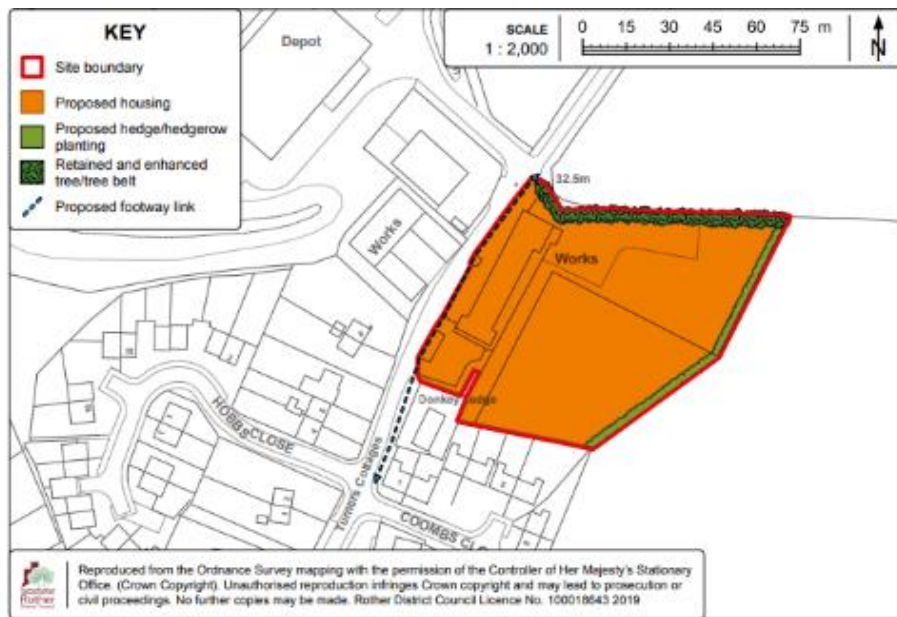 KEY
Site boundary
Proposed housing
Proposed hedge/hedgerow
planting
Retained and enhanced
tree/tree belt
Proposed footway link
SCALE
1 : 2,000
0 15 30 45 60 75 m
N
Depot
32.5m
Works
Works
Donkey Lodge
HOBBS CLOSE
Turners Cottages
COOMBS CLO
Rother
Reproduced from the Ordnance Survey mapping with the permission of the Controller of Her Majesty's Stationary
Office. (Crown Copyright). Unauthorised reproduction infringes Crown copyright and may lead to prosecution or
civil proceedings. No further copies may be made. Rother District Council Licence No. 100018643 2019